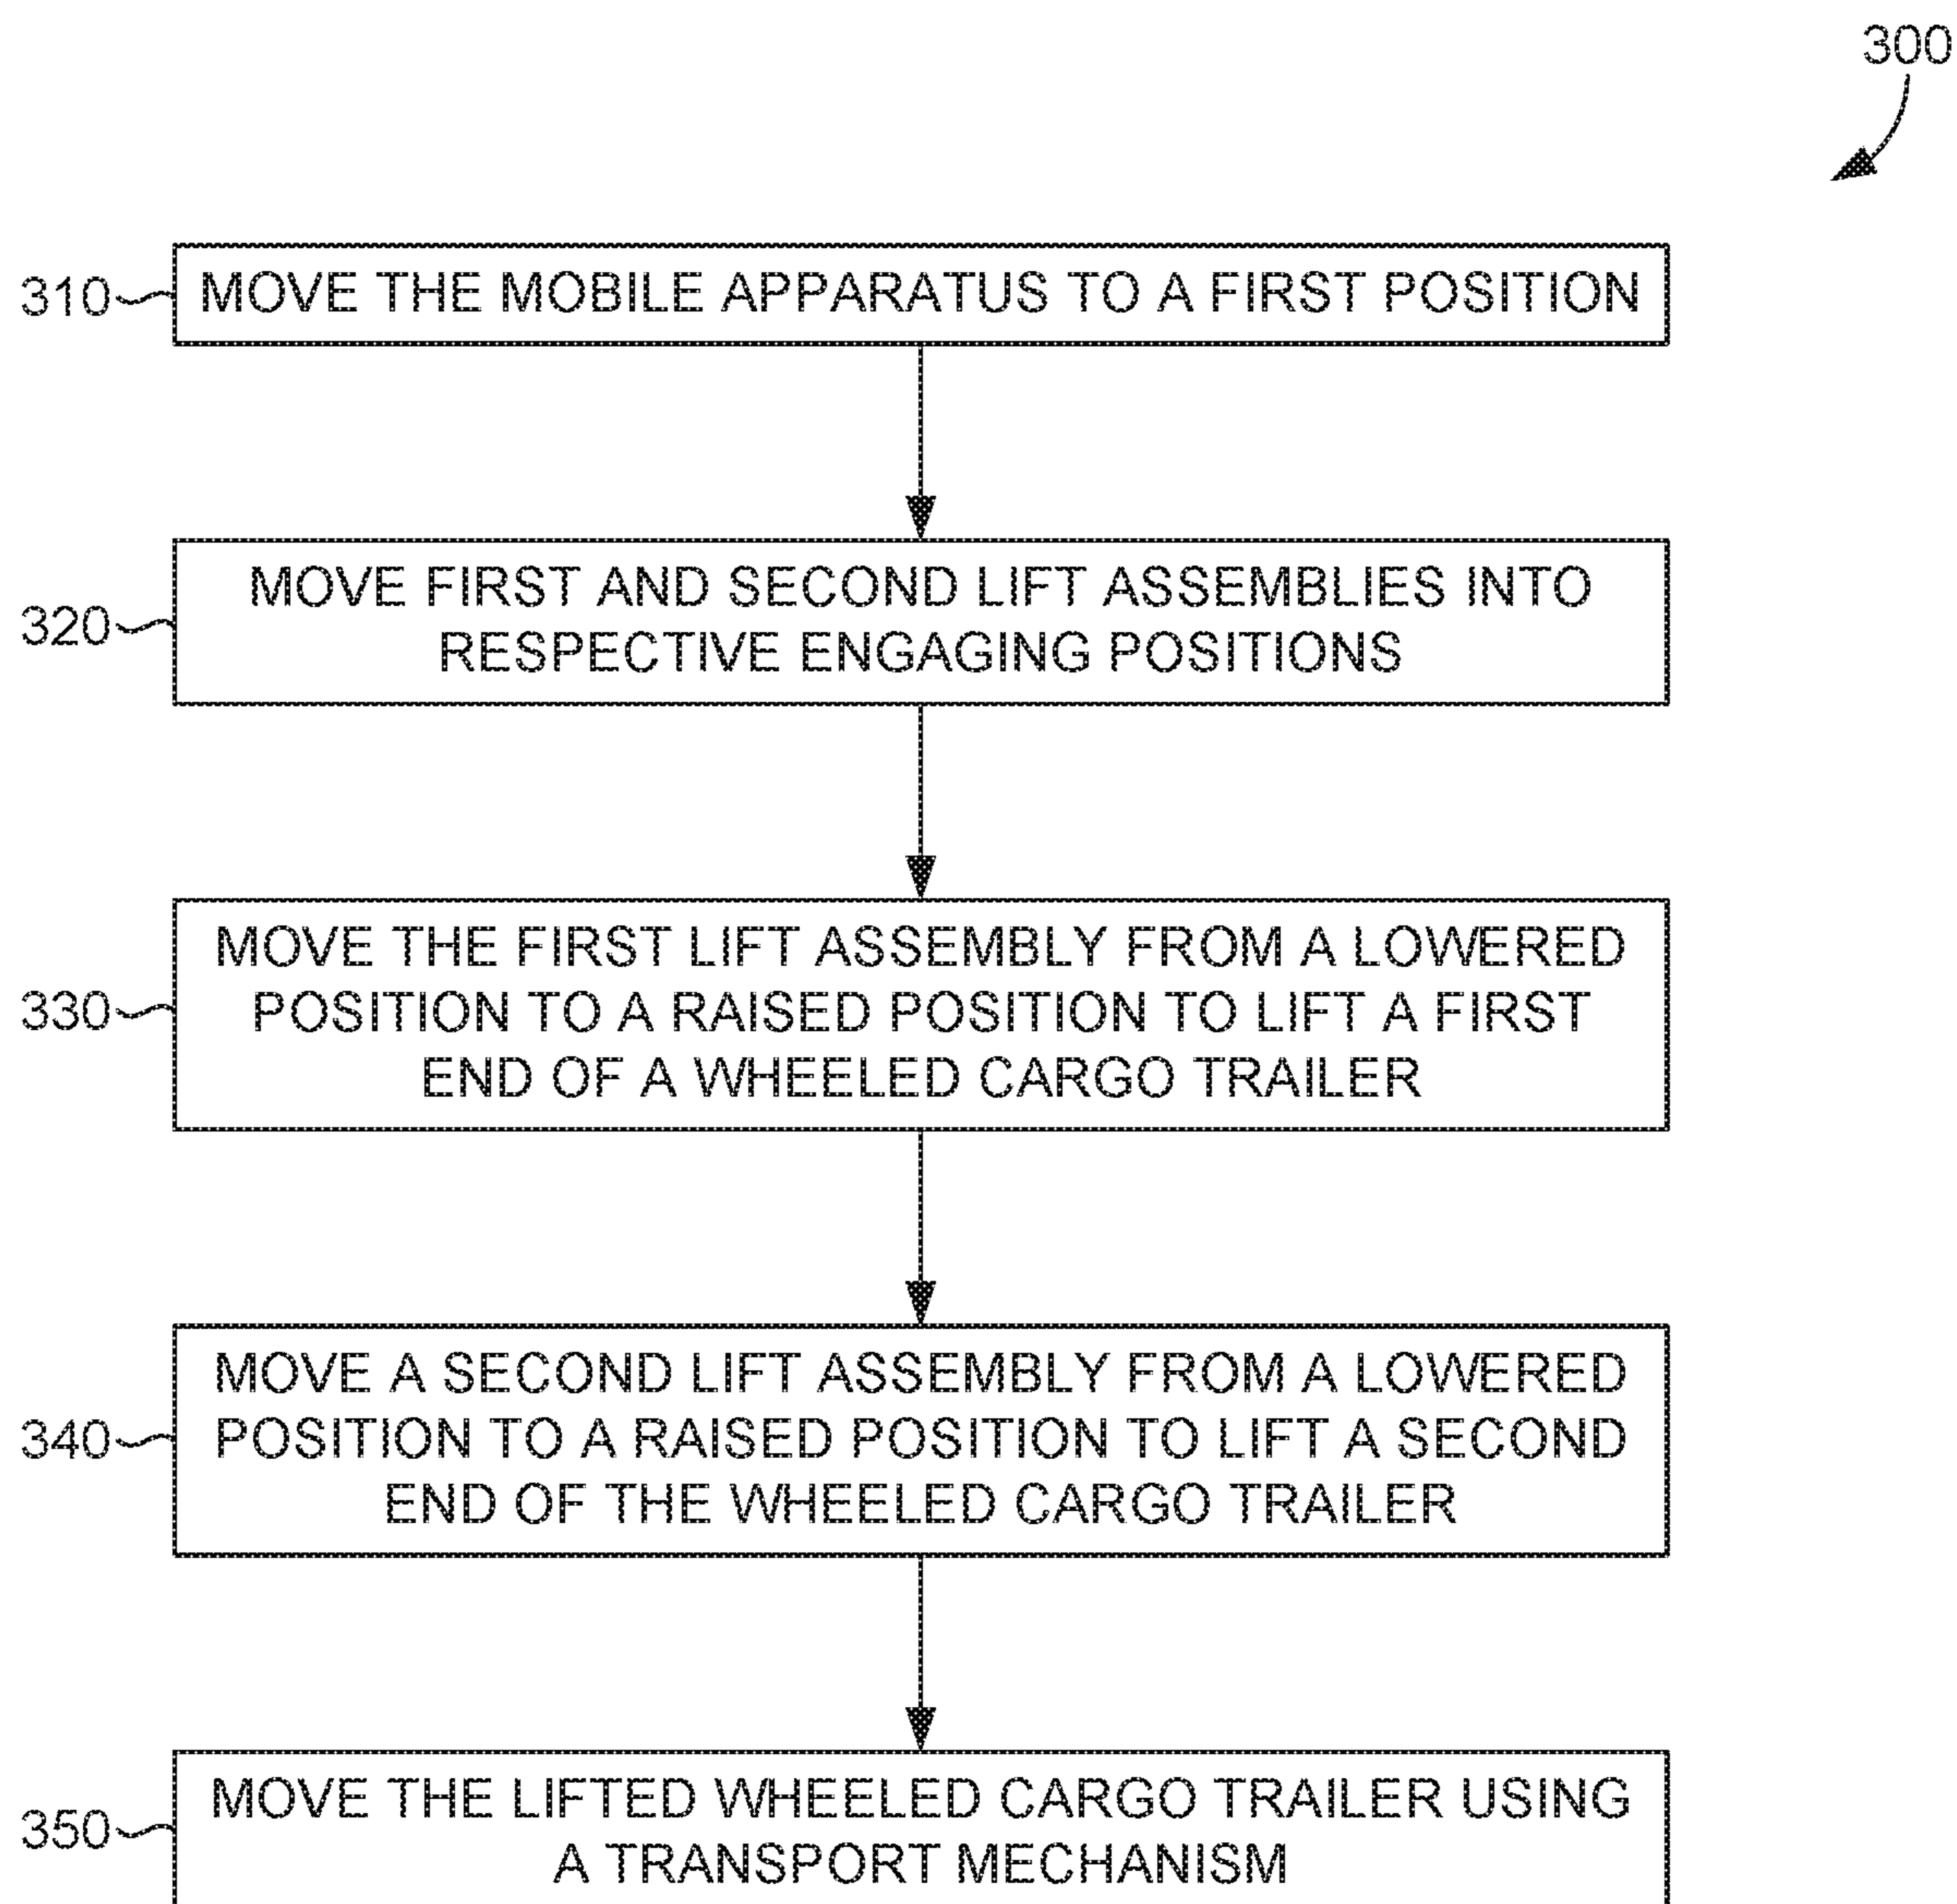 300
310
MOVE THE MOBILE APPARATUS TO A FIRST POSITION
320
MOVE FIRST AND SECOND LIFT ASSEMBLIES INTO
RESPECTIVE ENGAGING POSITIONS
330
MOVE THE FIRST LIFT ASSEMBLY FROM A LOWERED
POSITION TO A RAISED POSITION TO LIFT A FIRST
END OF A WHEELED CARGO TRAILER
340
MOVE A SECOND LIFT ASSEMBLY FROM A LOWERED
POSITION TO A RAISED POSITION TO LIFT A SECOND
END OF THE WHEELED CARGO TRAILER
350
MOVE THE LIFTED WHEELED CARGO TRAILER USING
A TRANSPORT MECHANISM